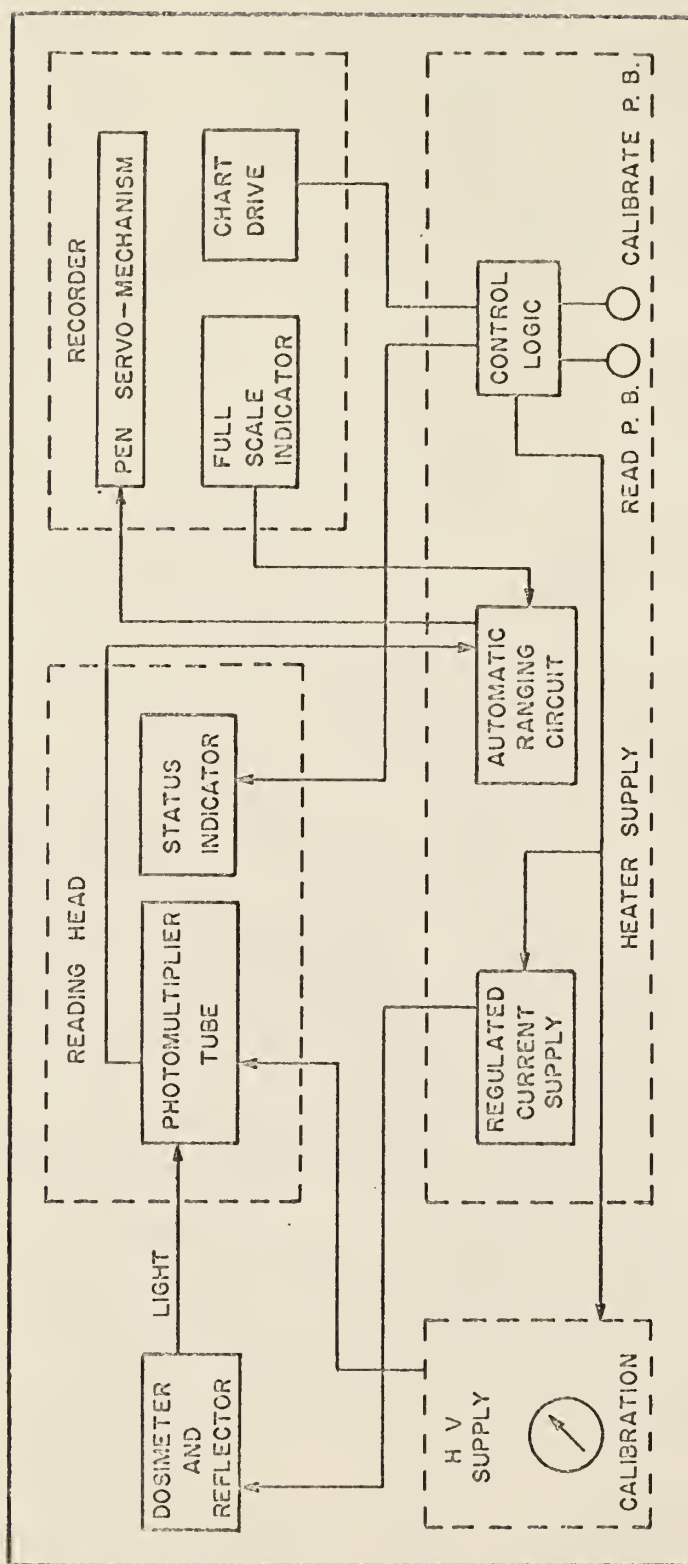 RECORDER
PEN SERVO-MECHANISM
FULL
SCALE
INDICATOR
CHART
DRIVE
READING HEAD
PHOTOMULTIPLIER
TUBE
STATUS
INDICATOR
LIGHT
DOSIMETER
AND
REFLECTOR
H V
SUPPLY
CALIBRATION
REGULATED
CURRENT
SUPPLY
AUTOMATIC
RANGING
CIRCUIT
CONTROL
LOGIC
READ P. B.
CALIBRATE P. B.
HEATER SUPPLY